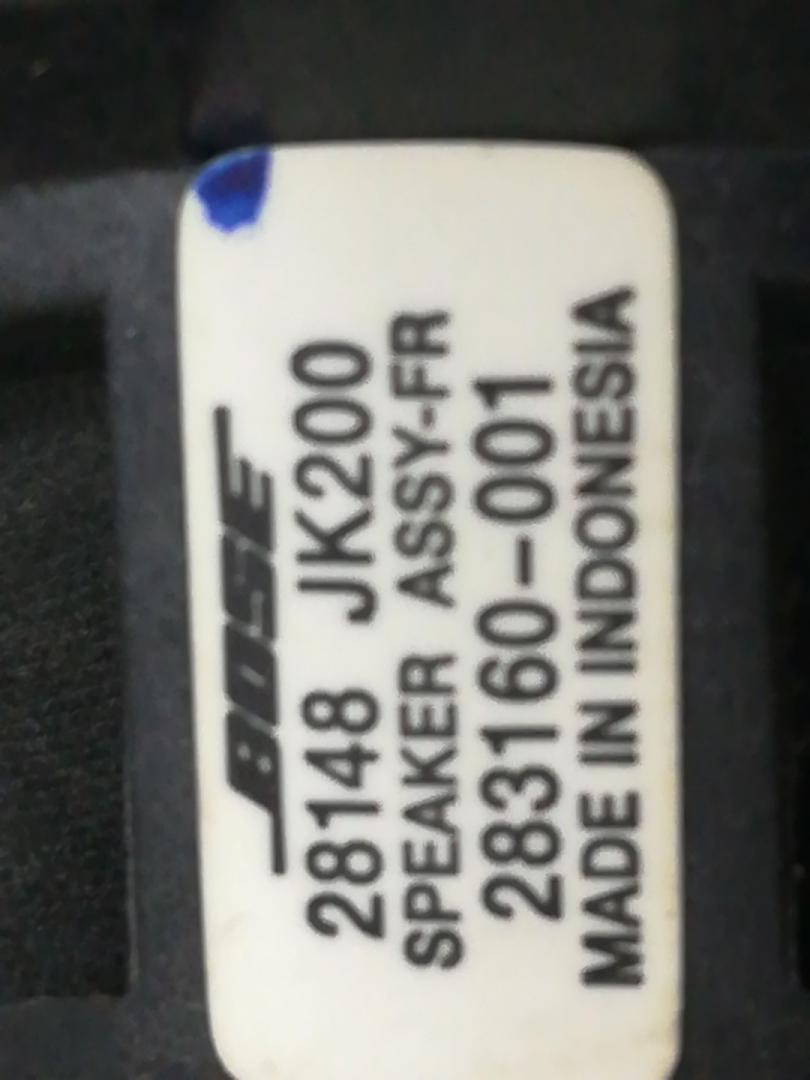 BOSE
28148 JK200
SPEAKER ASSY-FR
283160-001
MADE IN INDONESIA